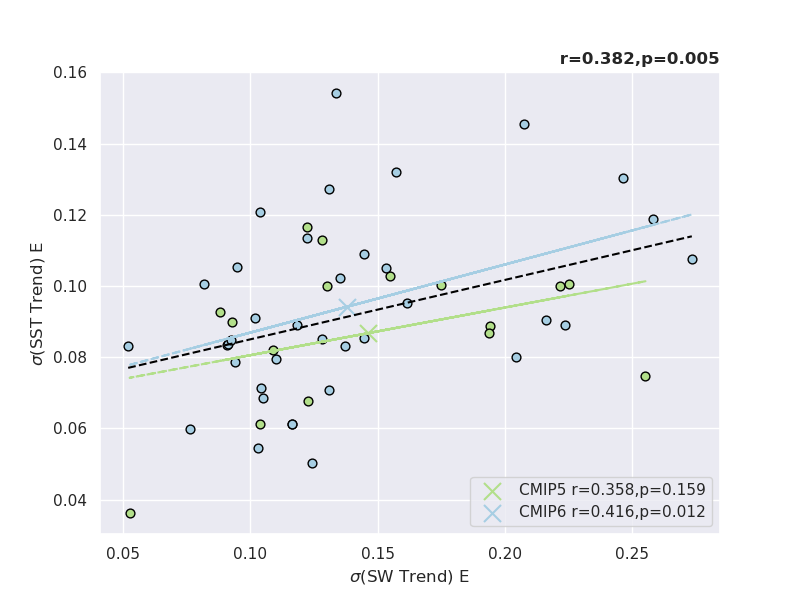 r=0.382,p=0.005
0.16
0.14
0.12
0.10
0.08
0.06
0.04
σ(SST Trend) E
CMIP5 r=0.358,p=0.159
CMIP6 r=0.416,p=0.012
0.05 0.10 0.15 0.20 0.25
σ(SW Trend) E